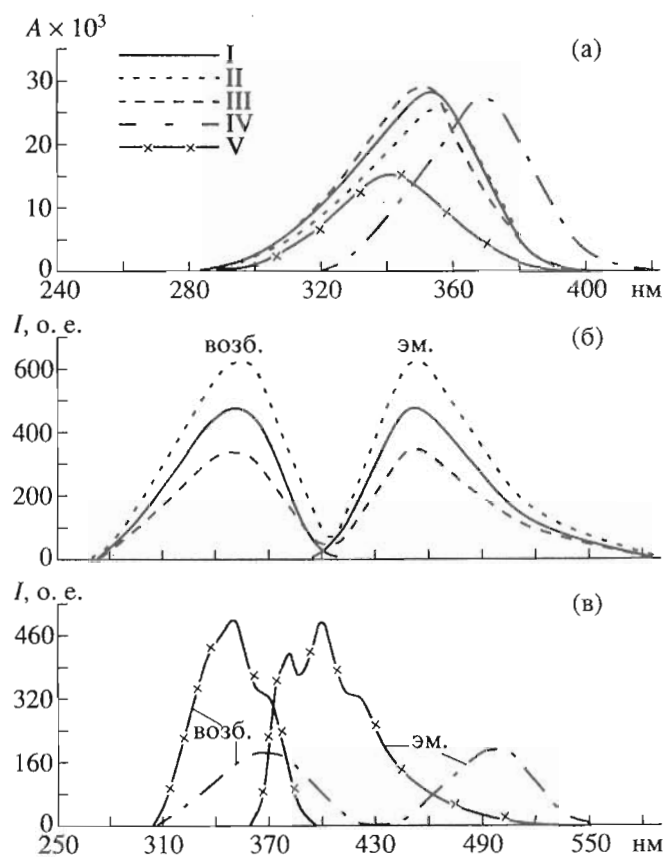 A × 10³
(а)
I
II
III
IV
V
30
20
10
0
240 280 320 360 400 нм
I, о. е.
(б)
возб.
эм.
600
400
200
0
I, о. е.
(в)
460
320
160
0
возб.
эм.
250 310 370 430 490 550 нм